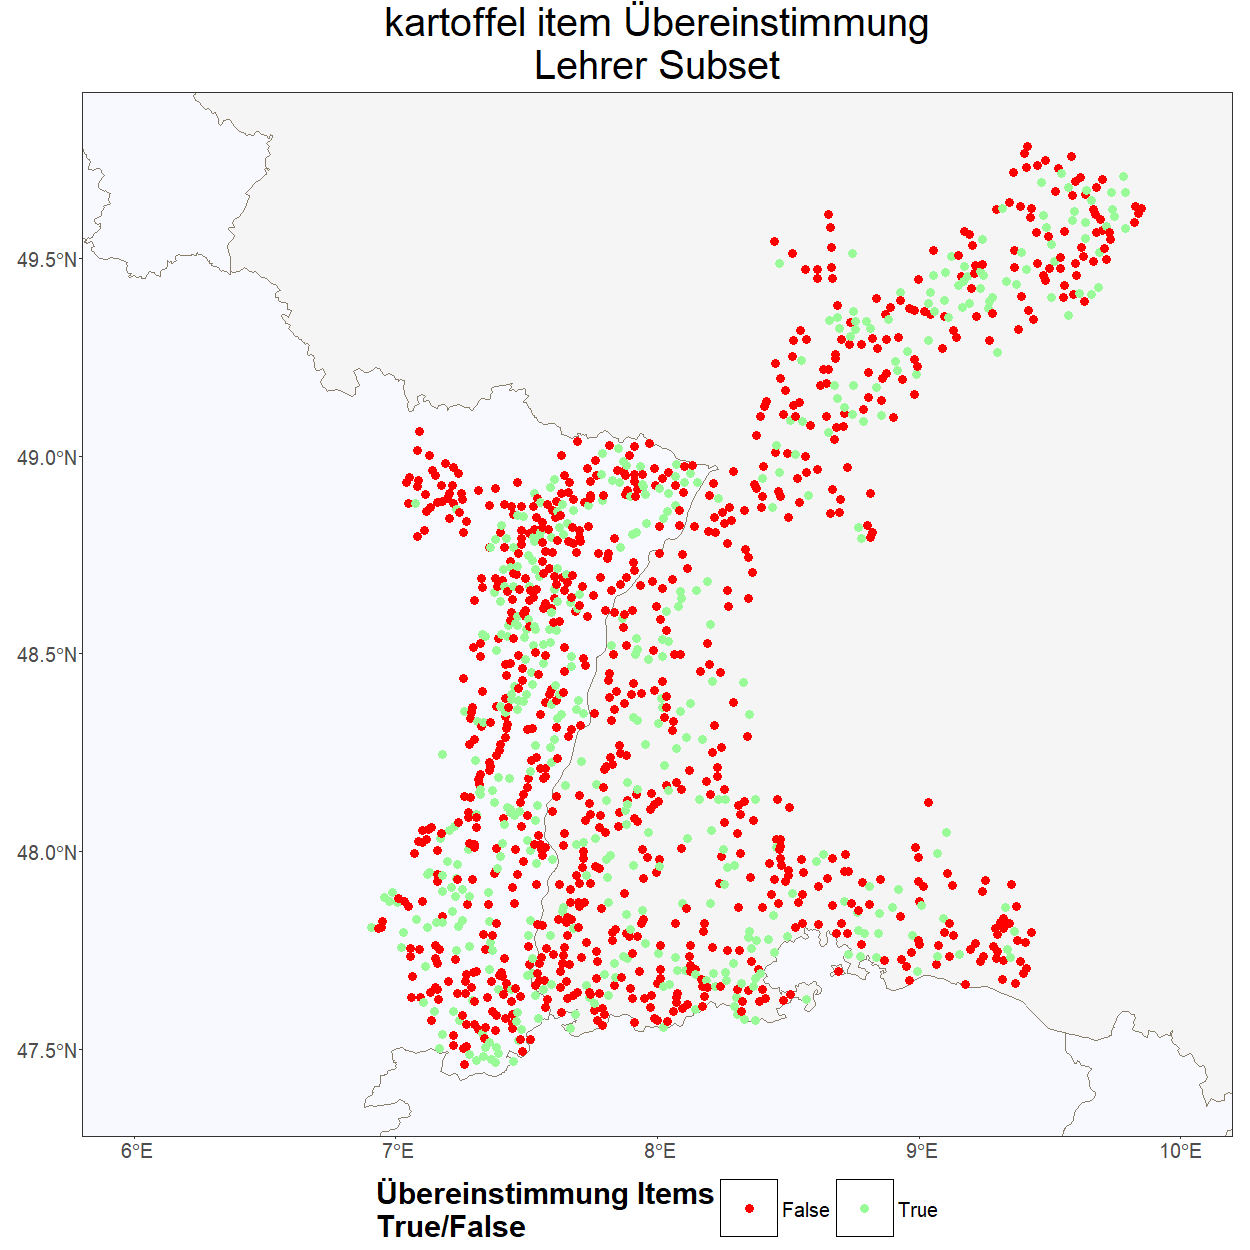 kartoffel item Übereinstimmung
Lehrer Subset
49.5°N
49.0°N
48.5°N
48.0°N
47.5°N
6°E
7°E
8°E
9°E
10°E
Übereinstimmung Items
True/False
False
True